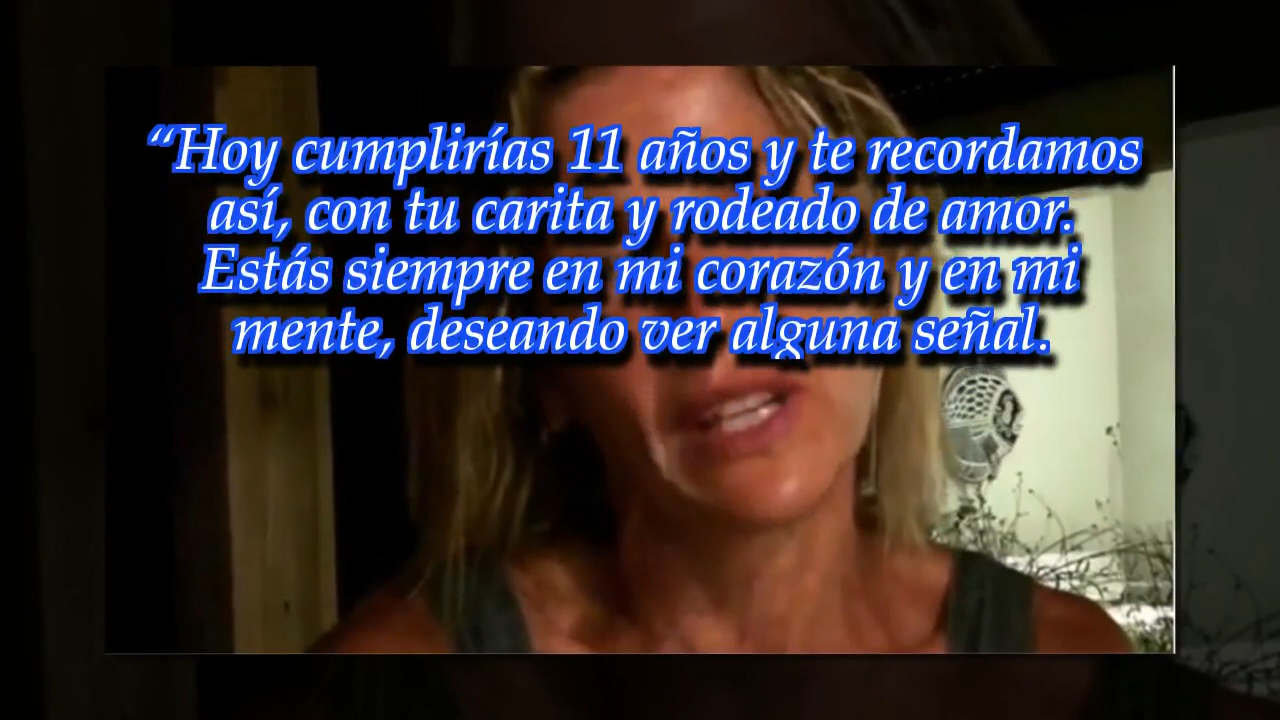 “Hoy cumplirías 11 años y te recordamos
así, con tu carita y rodeado de amor.
Estás siempre en mi corazón y en mi
mente, deseando ver alguna señal.